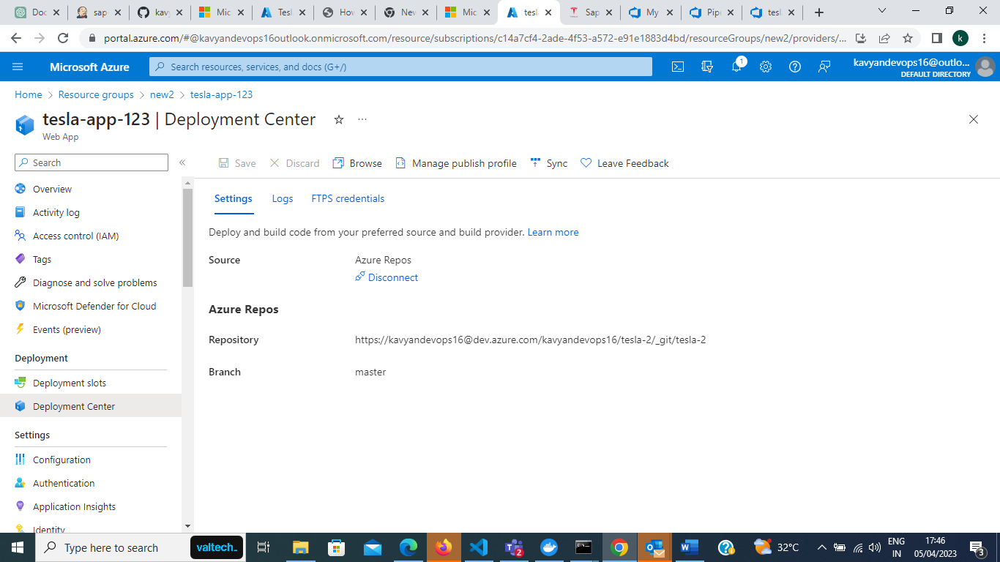 Doc
sap
kavy
Mic
Tesl
How
New
Mic
tesla
Sap
My
Pipe
tesl
portal.azure.com/#@kavyandevops16outlook.onmicrosoft.com/resource/subscriptions/c14a7cf4-2ade-4f53-a572-e91e1883d4bd/resourceGroups/new2/providers/...
k
Microsoft Azure
Search resources, services, and docs (G+/)
1
kavyandevops16@outlo...
DEFAULT DIRECTORY
Home > Resource groups > new2 > tesla-app-123
tesla-app-123 | Deployment Center
Web App
Search
Save
Discard
Browse
Manage publish profile
Sync
Leave Feedback
Overview
Activity log
Access control (IAM)
Tags
Diagnose and solve problems
Microsoft Defender for Cloud
Events (preview)
Deployment
Deployment slots
Deployment Center
Settings
Configuration
Authentication
Application Insights
Identity
Settings
Logs
FTPS credentials
Deploy and build code from your preferred source and build provider. Learn more
Source
Azure Repos
Disconnect
Azure Repos
Repository
https://kavyandevops16@dev.azure.com/kavyandevops16/tesla-2/_git/tesla-2
Branch
master
Type here to search
valtech_
2
32°C
ENG
IN
17:46
05/04/2023
3